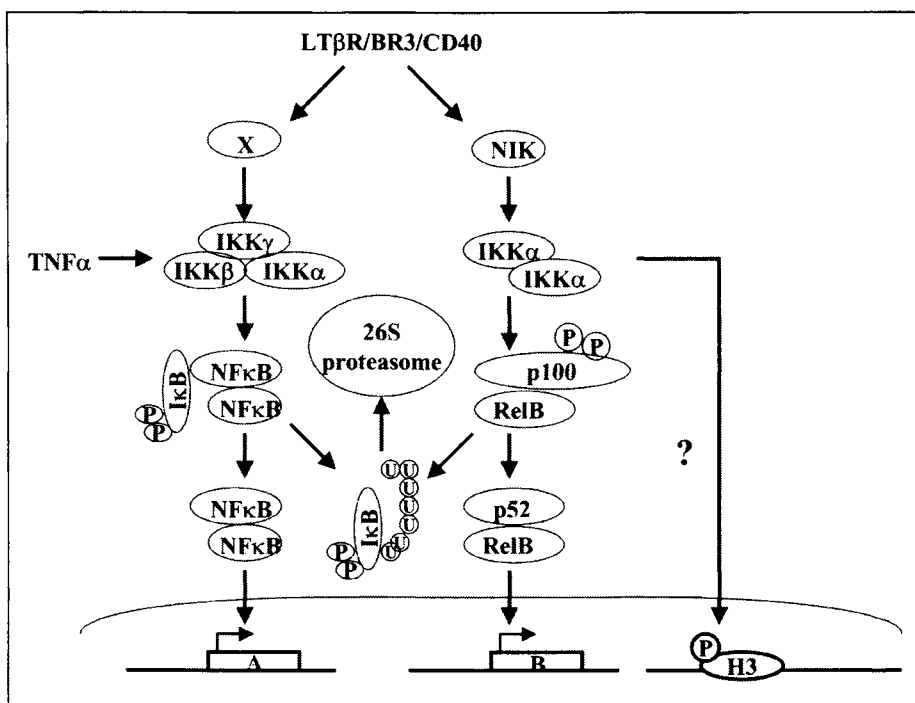 LTβR/BR3/CD40
X
NIK
TNFα
IKKγ
IKKβ
IKKα
IKKα
IKKα
26S
proteasome
P
P
p100
RelB
NFκB
NFκB
IκB
P
P
?
U
U
U
U
U
U
U
IκB
P
P
NFκB
NFκB
p52
RelB
A
B
P
H3